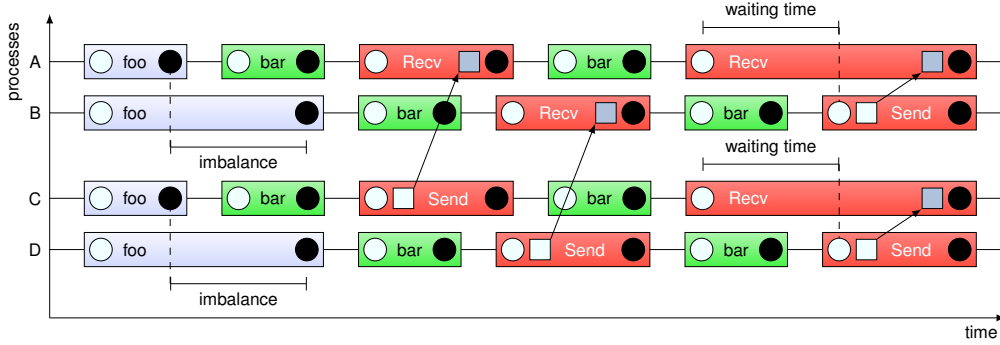 waiting time
processes
A foo bar Recv bar Recv
B foo bar Recv bar Send
imbalance waiting time
C foo bar Send bar Recv
D foo bar Send bar Send
imbalance
time